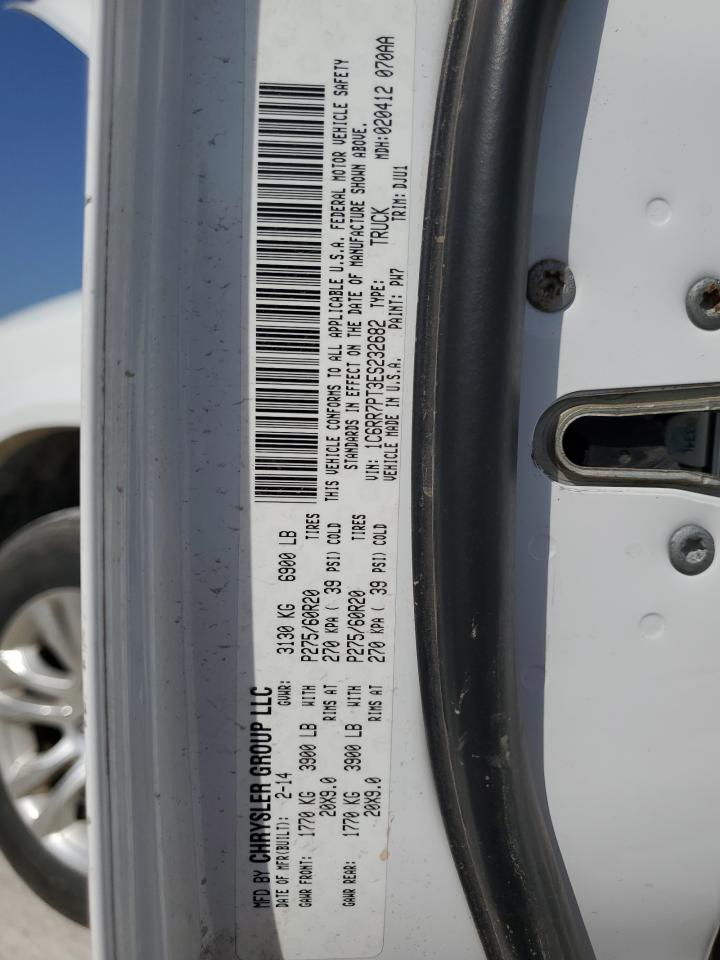 MFD BY CHRYSLER GROUP LLC
DATE OF MFR(BUILT): 2-14 GVWR: 3130 KG 6900 LB
GAWR FRONT: 1770 KG 3900 LB WITH P275/60R20 TIRES
20X9.0 RIMS AT 270 KPA ( 39 PSI) COLD
GAWR REAR: 1770 KG 3900 LB WITH P275/60R20 TIRES
20X9.0 RIMS AT 270 KPA ( 39 PSI) COLD
THIS VEHICLE CONFORMS TO ALL APPLICABLE U.S.A. FEDERAL MOTOR VEHICLE SAFETY
STANDARDS IN EFFECT ON THE DATE OF MANUFACTURE SHOWN ABOVE.
VIN: 1C6RR7PT3ES232682 TYPE: TRUCK MDH:020412 070AA
VEHICLE MADE IN U.S.A. PAINT: PW7 TRIM: DJU1